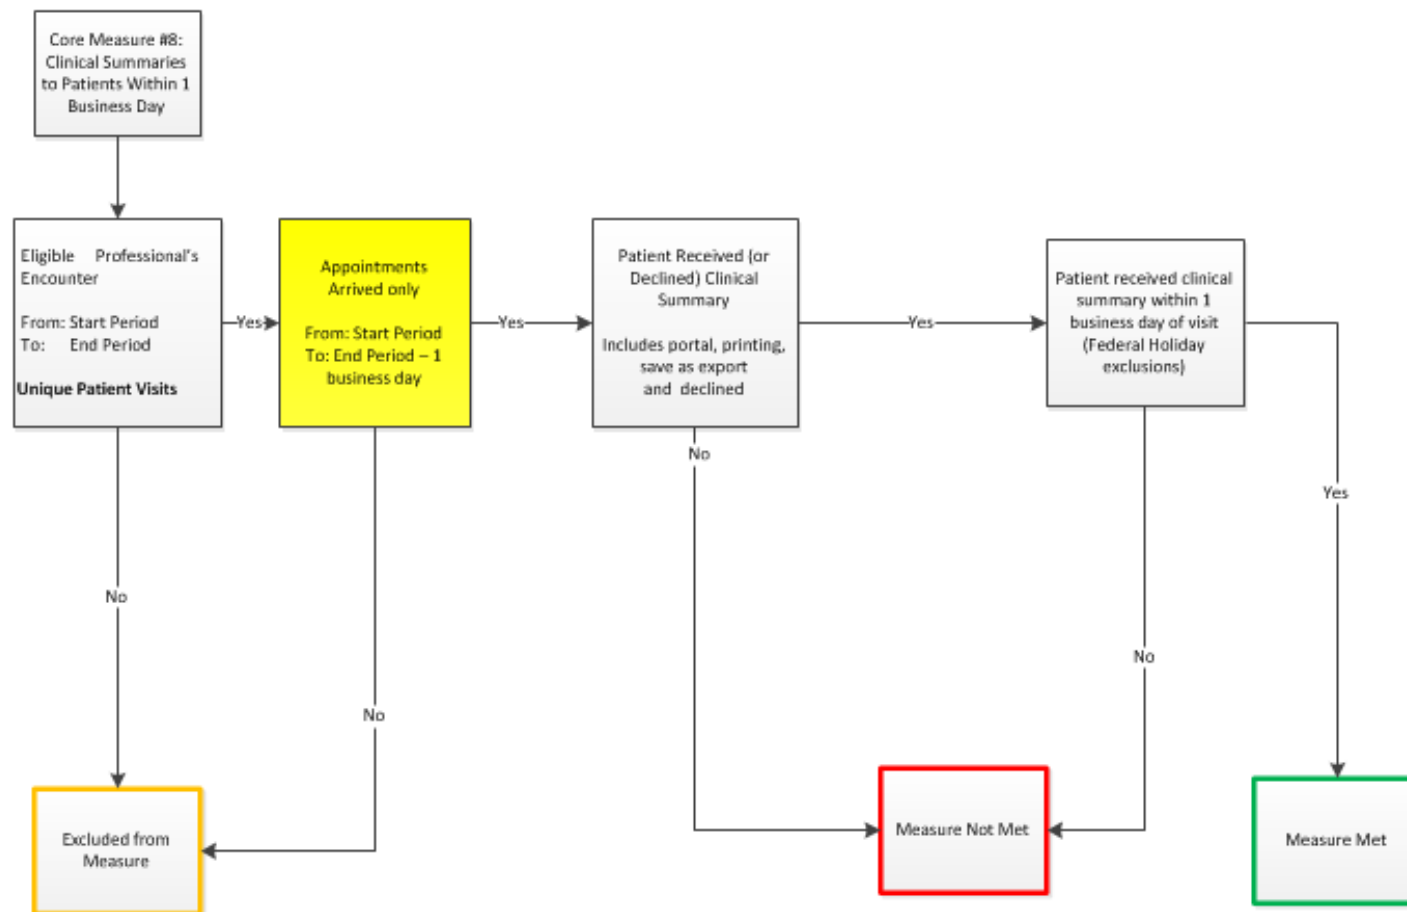 Core Measure #8:
Clinical Summaries
to Patients Within 1
Business Day
Eligible Professional's
Encounter
From: Start Period
To: End Period
Unique Patient Visits
Yes
Appointments
Arrived only
From: Start Period
To: End Period – 1
business day
Yes
Patient Received (or
Declined) Clinical
Summary
Includes portal, printing,
save as export
and declined
Yes
Patient received clinical
summary within 1
business day of visit
(Federal Holiday
exclusions)
No
Yes
No
No
No
Excluded from
Measure
Measure Not Met
Measure Met